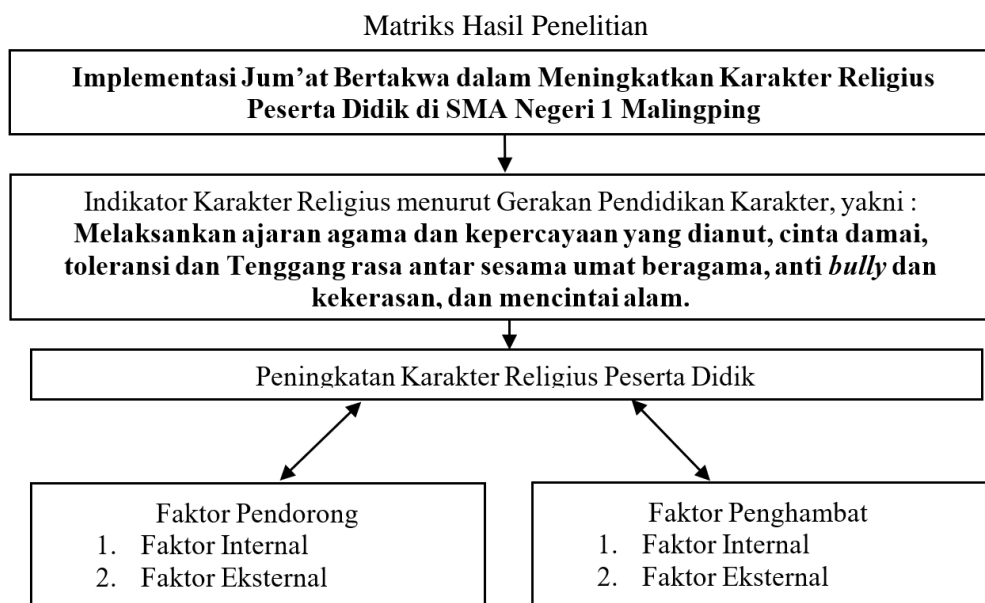 Matriks Hasil Penelitian
Implementasi Jum’at Bertakwa dalam Meningkatkan Karakter Religius
Peserta Didik di SMA Negeri 1 Malingping
Indikator Karakter Religius menurut Gerakan Pendidikan Karakter, yakni :
Melaksankan ajaran agama dan kepercayaan yang dianut, cinta damai,
toleransi dan Tenggang rasa antar sesama umat beragama, anti bully dan
kekerasan, dan mencintai alam.
Peningkatan Karakter Religius Peserta Didik
Faktor Pendorong
1. Faktor Internal
2. Faktor Eksternal
Faktor Penghambat
1. Faktor Internal
2. Faktor Eksternal